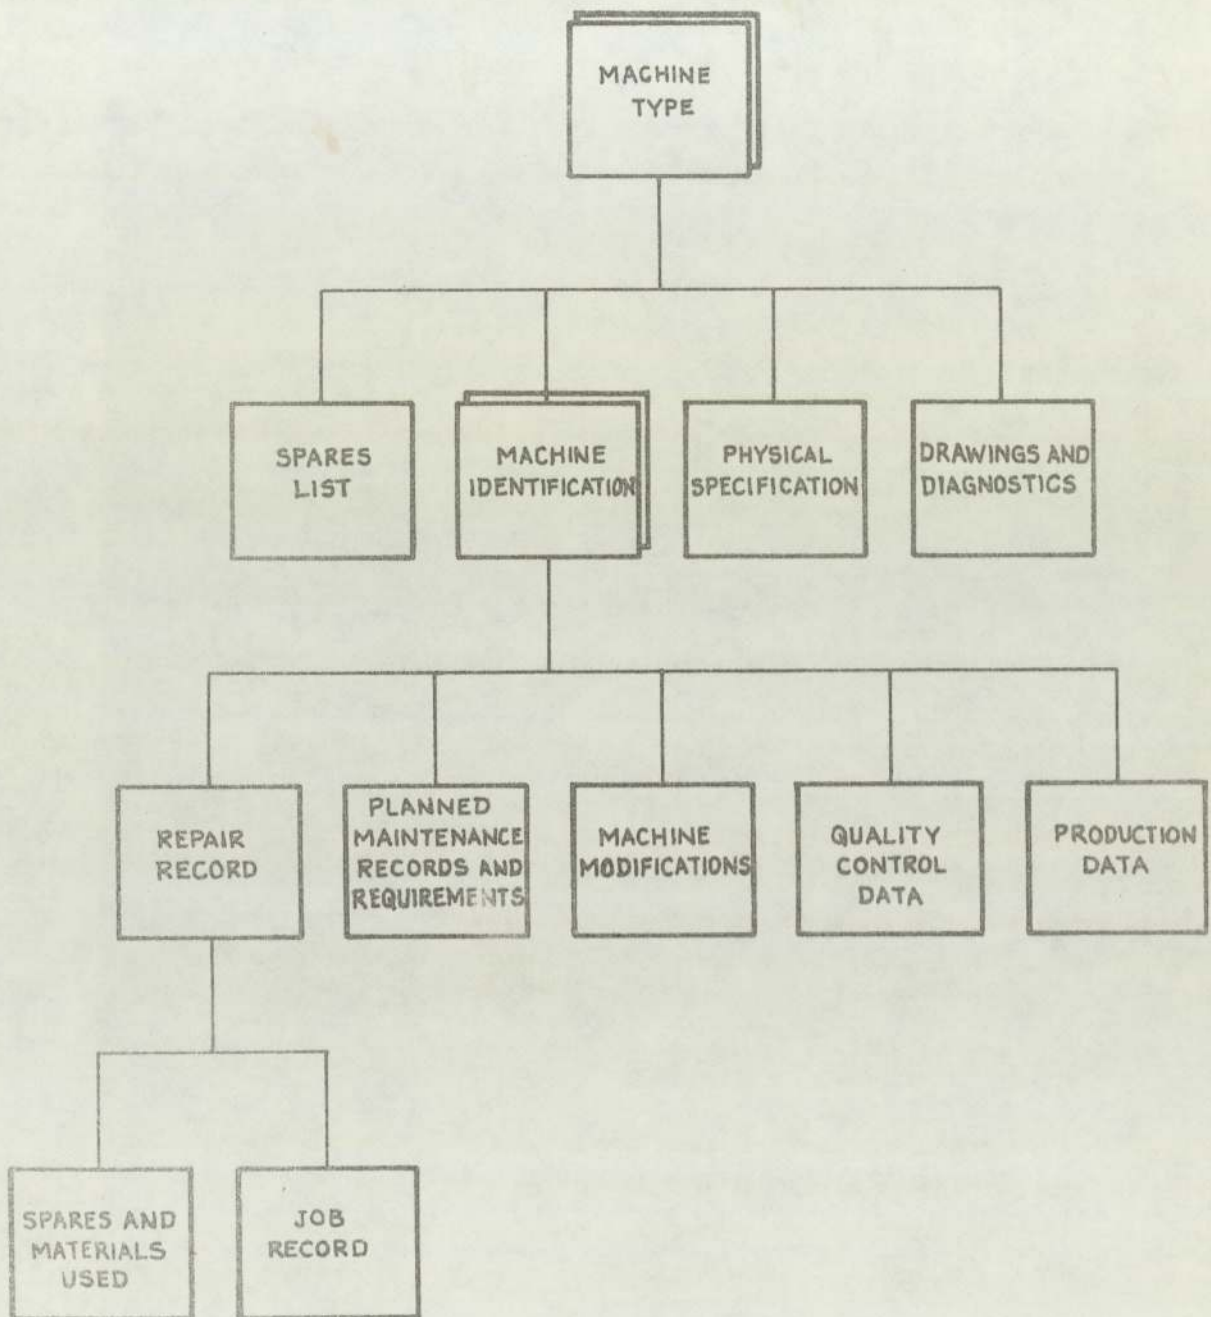 MACHINE
TYPE
SPARES
LIST
MACHINE
IDENTIFICATION
PHYSICAL
SPECIFICATION
DRAWINGS AND
DIAGNOSTICS
REPAIR
RECORD
PLANNED
MAINTENANCE
RECORDS AND
REQUIREMENTS
MACHINE
MODIFICATIONS
QUALITY
CONTROL
DATA
PRODUCTION
DATA
SPARES AND
MATERIALS
USED
JOB
RECORD